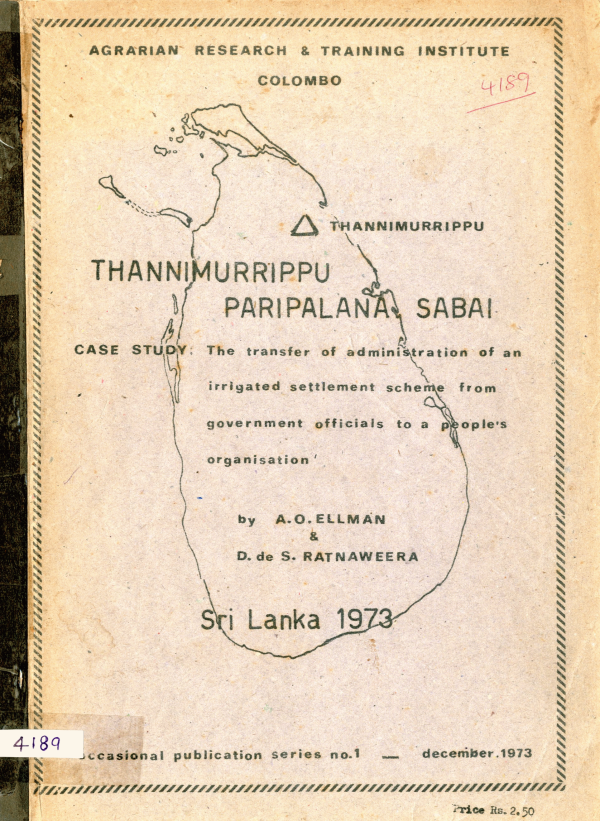 AGRARIAN RESEARCH & TRAINING INSTITUTE
COLOMBO
4189
THANNIMURRIPPU
THANNIMURRIPPU
PARIPALANA SABAI
CASE STUDY: The transfer of administration of an
irrigated settlement scheme from
government officials to a people's
organisation
by A.O. ELLMAN
&
D. de S. RATNAWEERA
Sri Lanka 1973
4189
occasional publication series no.1 — december.1973
Price Rs. 2.50